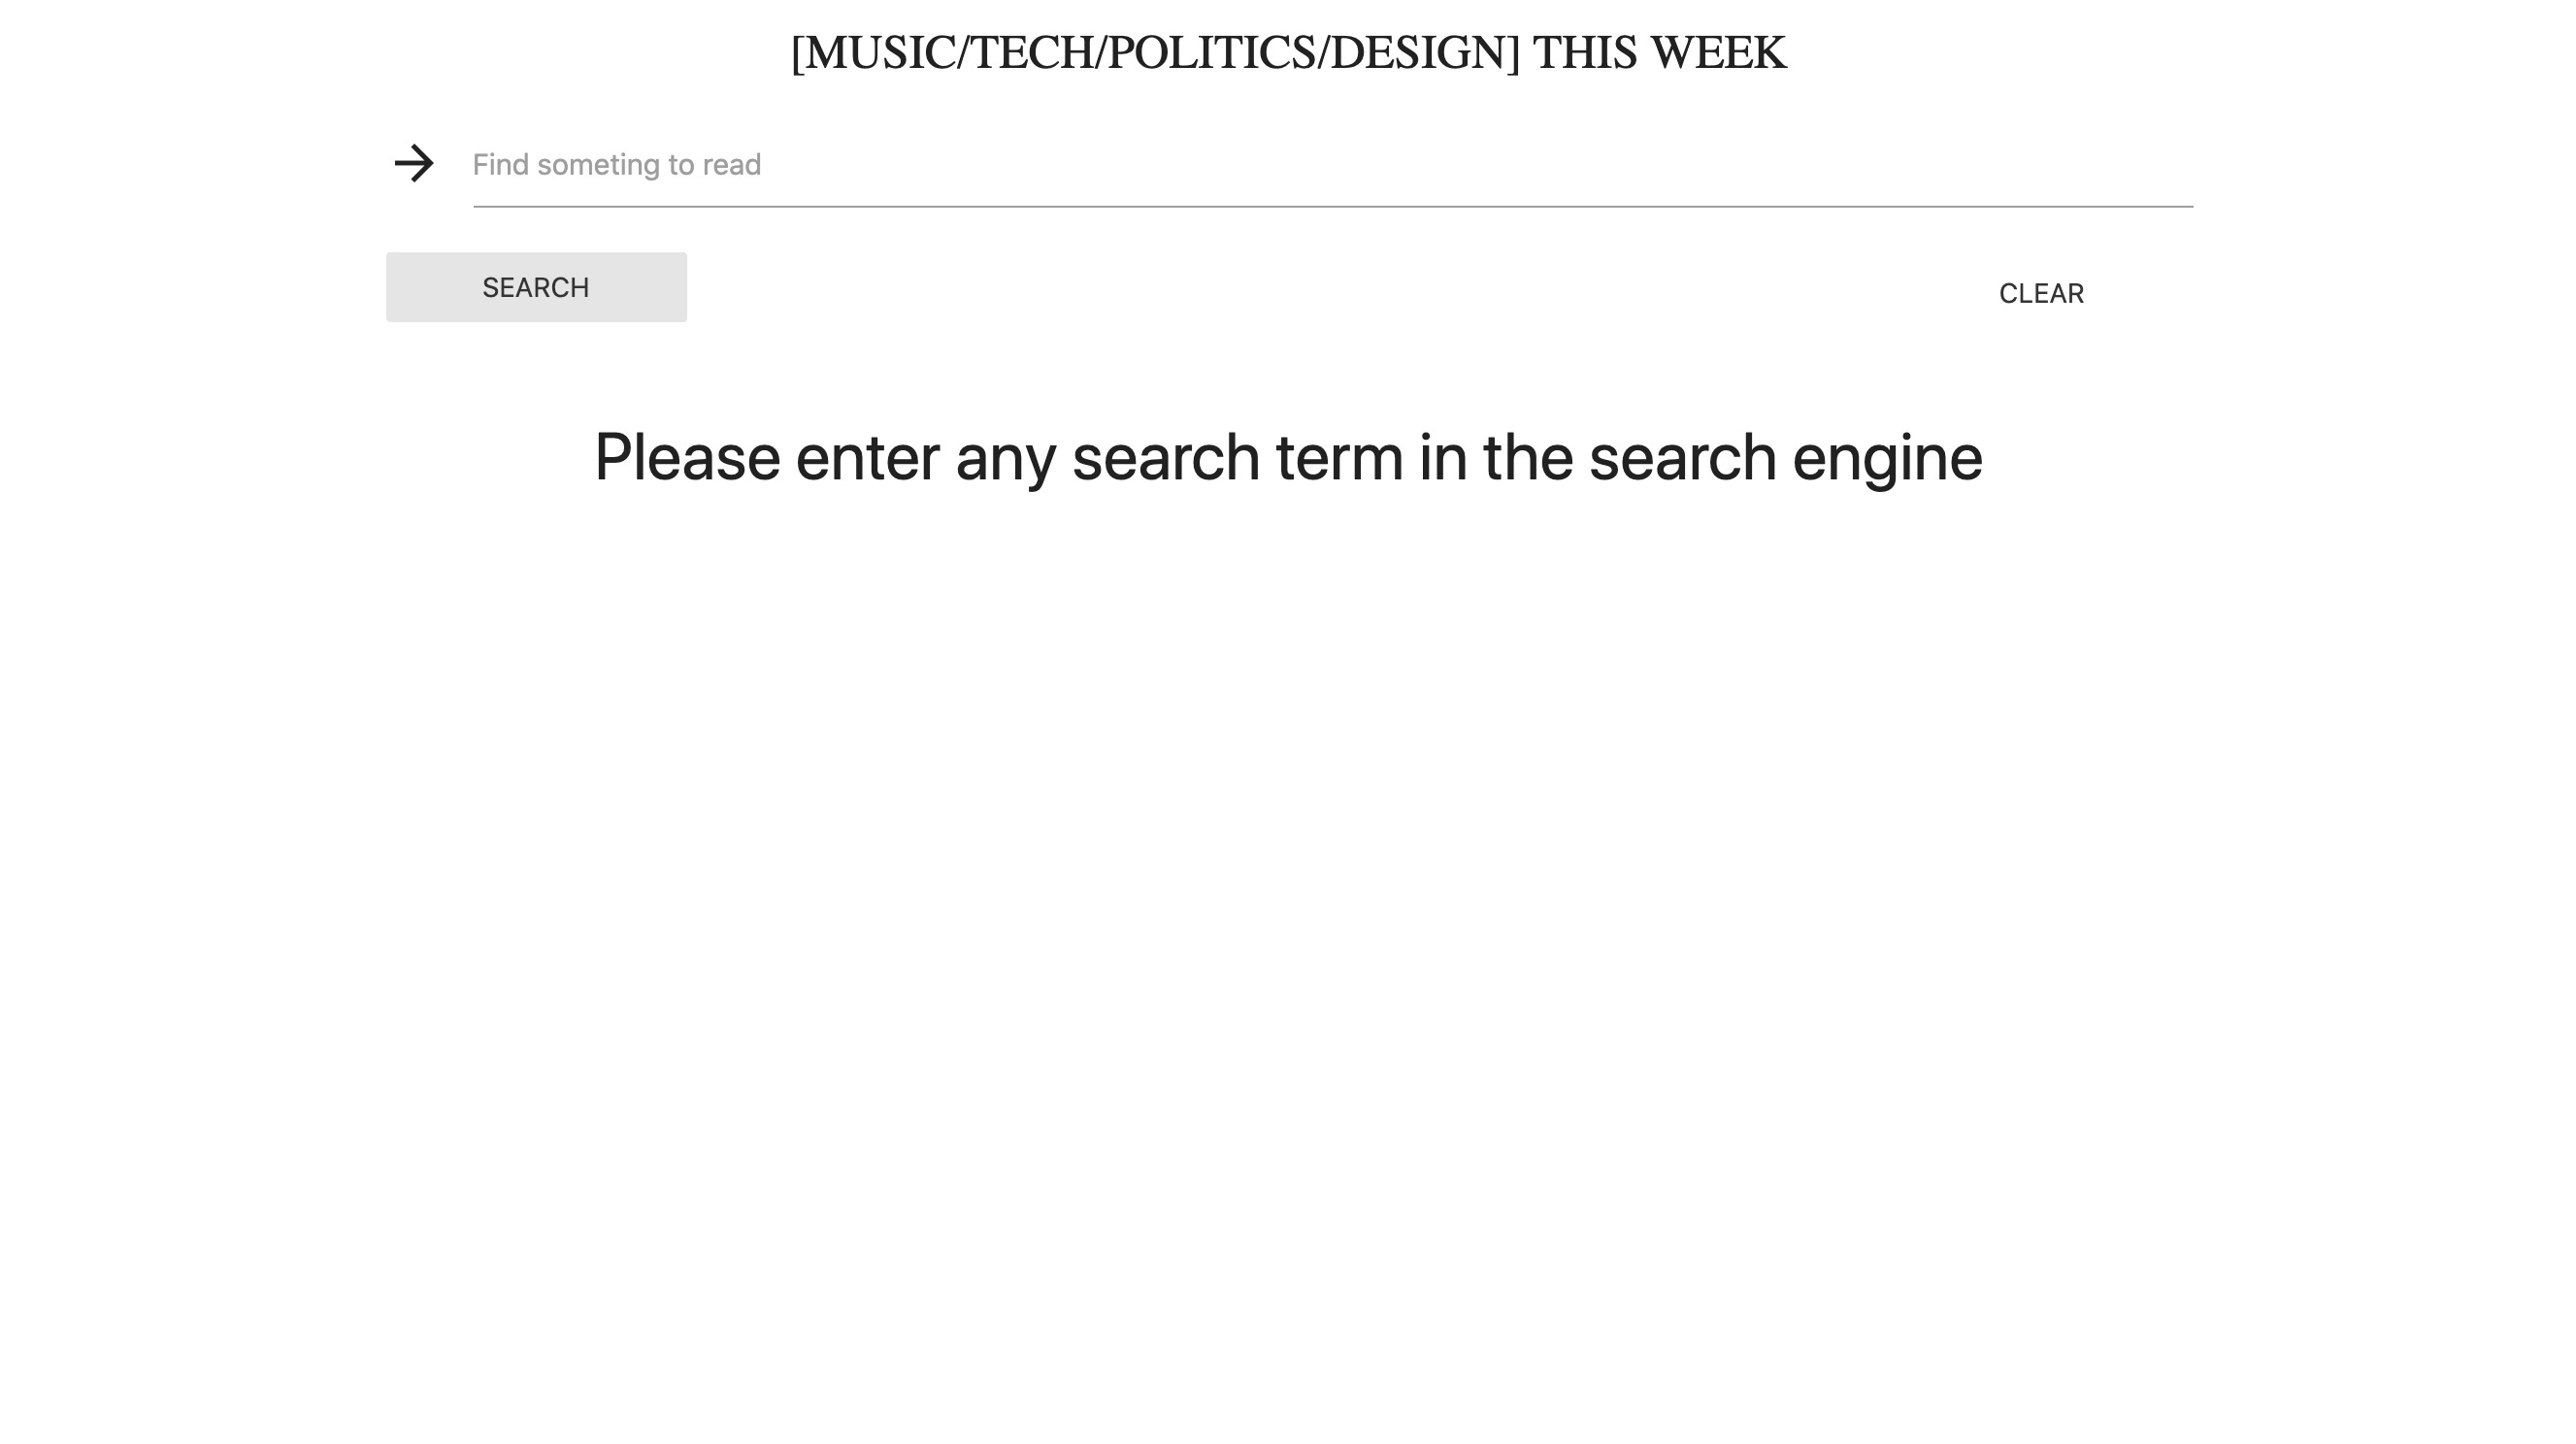 [MUSIC/TECH/POLITICS/DESIGN] THIS WEEK
Find someting to read
SEARCH
CLEAR
Please enter any search term in the search engine